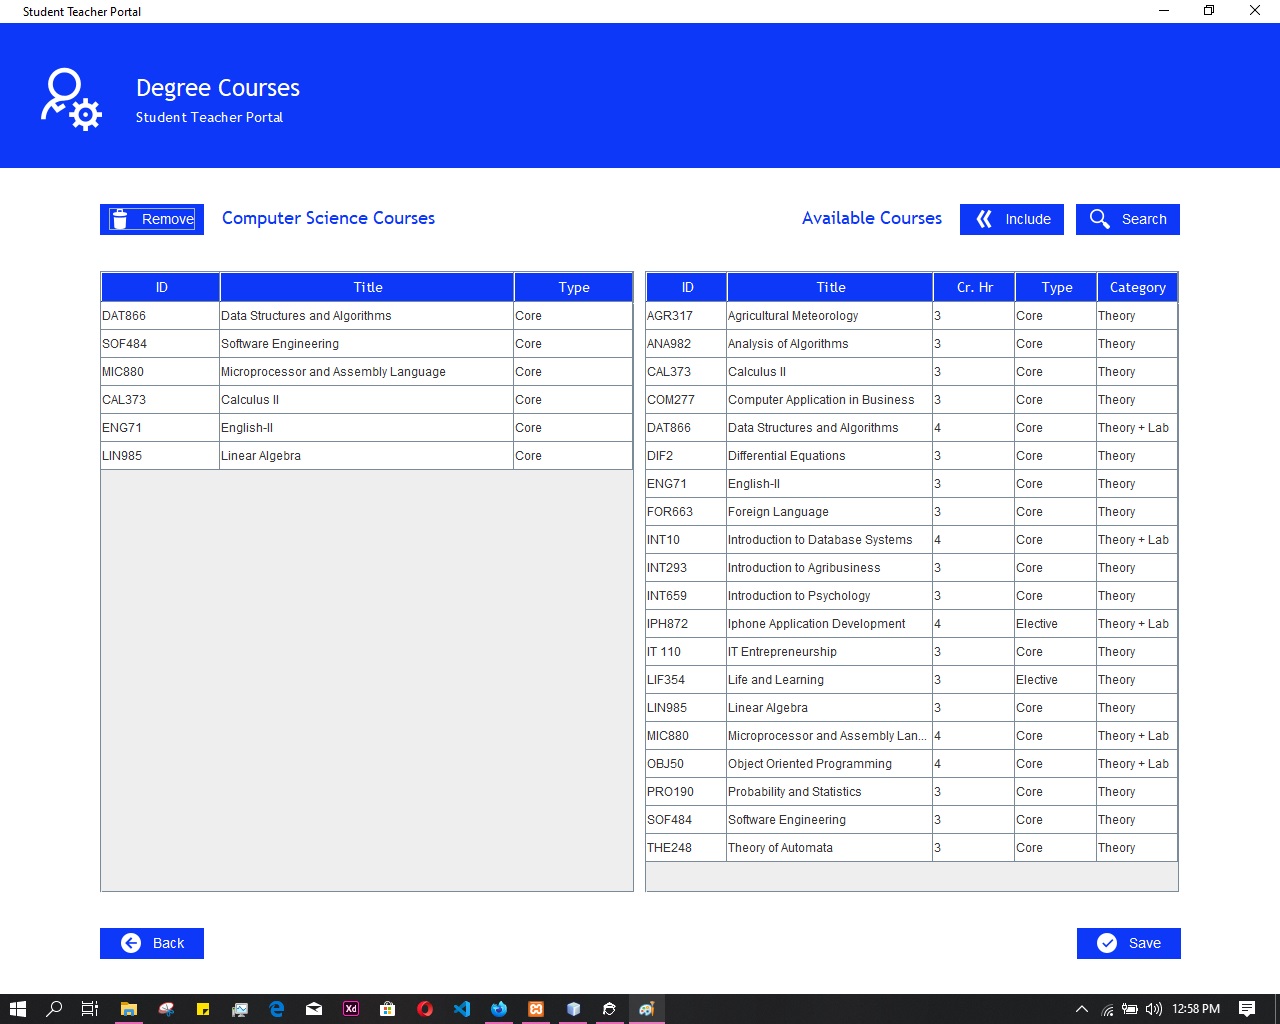 Student Teacher Portal
Degree Courses
Student Teacher Portal
Remove
Computer Science Courses
Available Courses
Include
Search
ID Title Type
DAT866 Data Structures and Algorithms Core
SOF484 Software Engineering Core
MIC880 Microprocessor and Assembly Language Core
CAL373 Calculus II Core
ENG71 English-II Core
LIN985 Linear Algebra Core
ID Title Cr. Hr Type Category
AGR317 Agricultural Meteorology 3 Core Theory
ANA982 Analysis of Algorithms 3 Core Theory
CAL373 Calculus II 3 Core Theory
COM277 Computer Application in Business 3 Core Theory
DAT866 Data Structures and Algorithms 4 Core Theory + Lab
DIF2 Differential Equations 3 Core Theory
ENG71 English-II 3 Core Theory
FOR663 Foreign Language 3 Core Theory
INT10 Introduction to Database Systems 4 Core Theory + Lab
INT293 Introduction to Agribusiness 3 Core Theory
INT659 Introduction to Psychology 3 Core Theory
IPH872 Iphone Application Development 4 Elective Theory + Lab
IT 110 IT Entrepreneurship 3 Core Theory
LIF354 Life and Learning 3 Elective Theory
LIN985 Linear Algebra 3 Core Theory
MIC880 Microprocessor and Assembly Lan... 4 Core Theory + Lab
OBJ50 Object Oriented Programming 4 Core Theory + Lab
PRO190 Probability and Statistics 3 Core Theory
SOF484 Software Engineering 3 Core Theory
THE248 Theory of Automata 3 Core Theory
Back
Save
Xd
12:58 PM